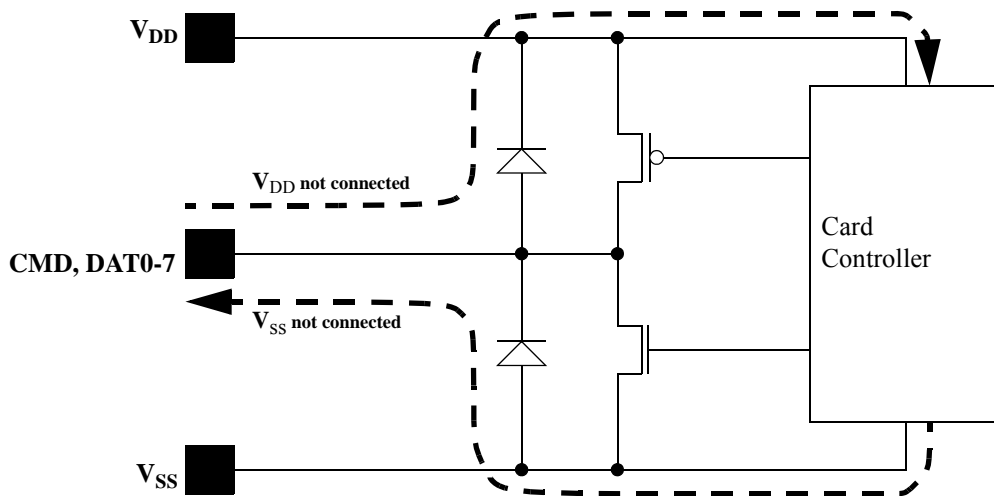 VDD
VDD not connected
CMD, DAT0-7
VSS not connected
VSS
Card
Controller